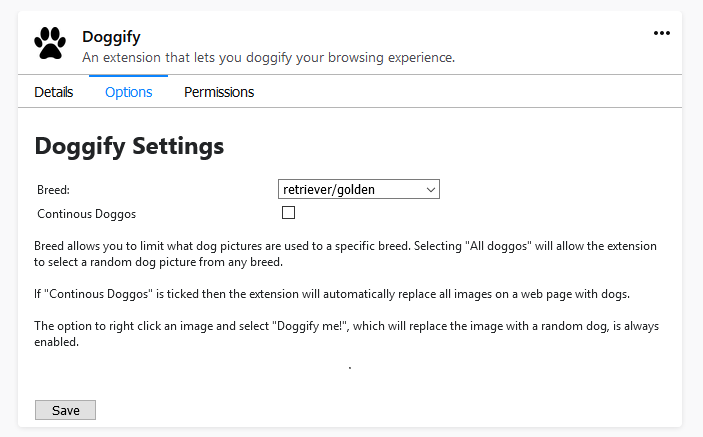 Doggify
An extension that lets you doggify your browsing experience.
Details Options Permissions
Doggify Settings
Breed: retriever/golden
Continous Doggos
Breed allows you to limit what dog pictures are used to a specific breed. Selecting "All doggos" will allow the extension
to select a random dog picture from any breed.
If "Continous Doggos" is ticked then the extension will automatically replace all images on a web page with dogs.
The option to right click an image and select "Doggify me!", which will replace the image with a random dog, is always
enabled.
.
Save